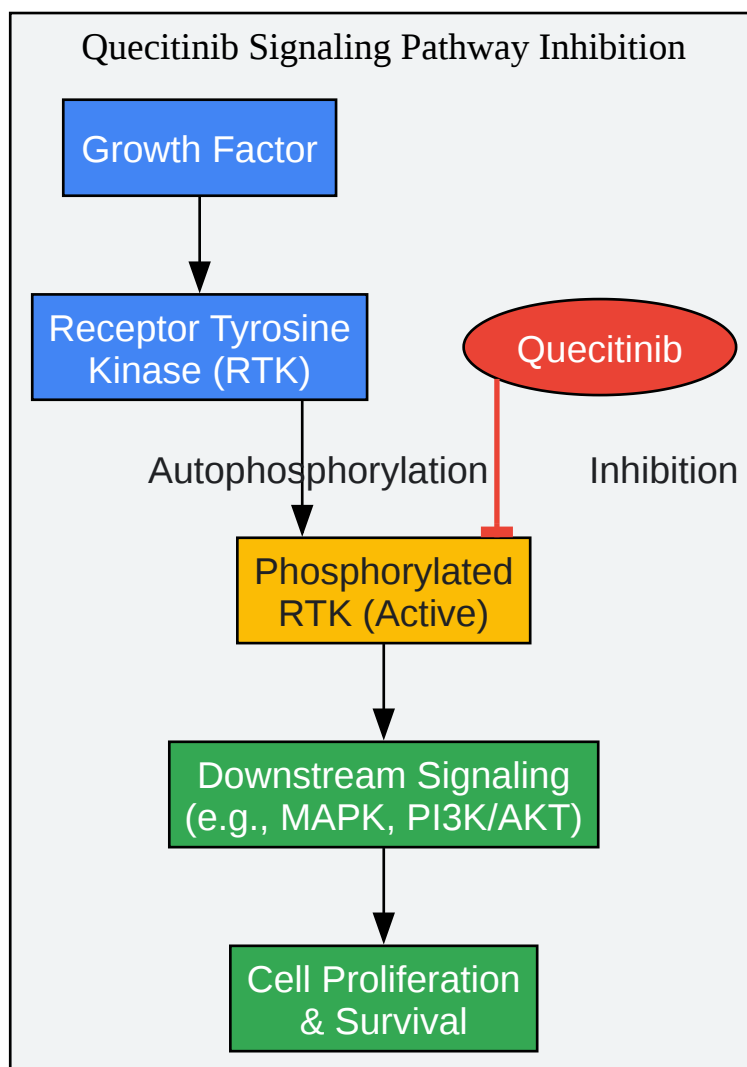 Quecitinib Signaling Pathway Inhibition
Growth Factor
Receptor Tyrosine
Kinase (RTK)
Quecitinib
Autophosphorylation
Inhibition
Phosphorylated
RTK (Active)
Downstream Signaling
(e.g., MAPK, PI3K/AKT)
Cell Proliferation
& Survival